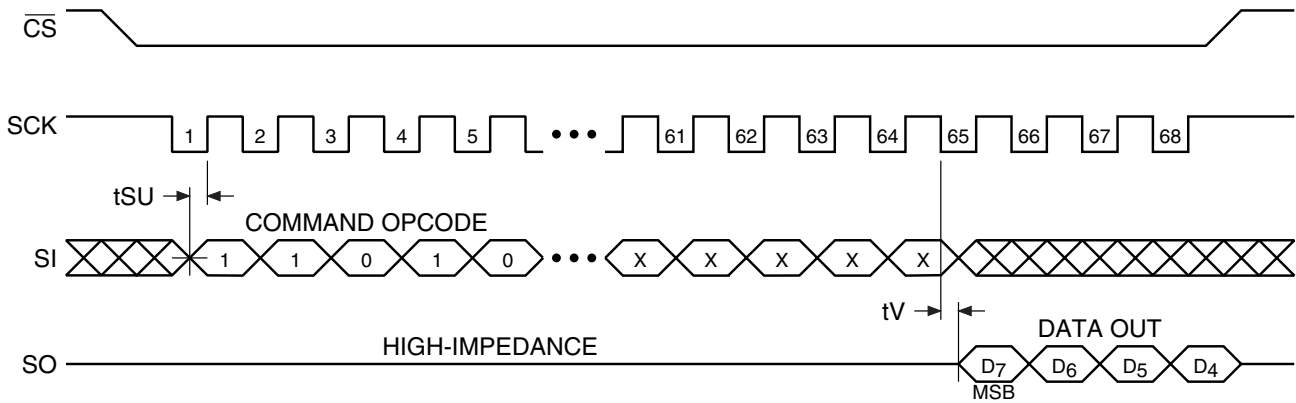 CS
SCK 1 2 3 4 5 ••• 61 62 63 64 65 66 67 68
tSU
COMMAND OPCODE
SI 1 1 0 1 0 ••• X X X X X
tV
HIGH-IMPEDANCE DATA OUT
SO D7 D6 D5 D4
MSB